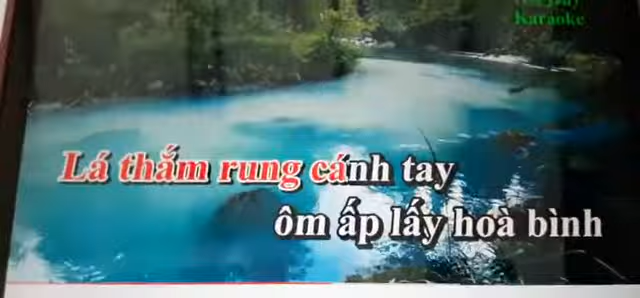 Karaoke
Lá thắm rung cánh tay
ôm ấp lấy hoà bình